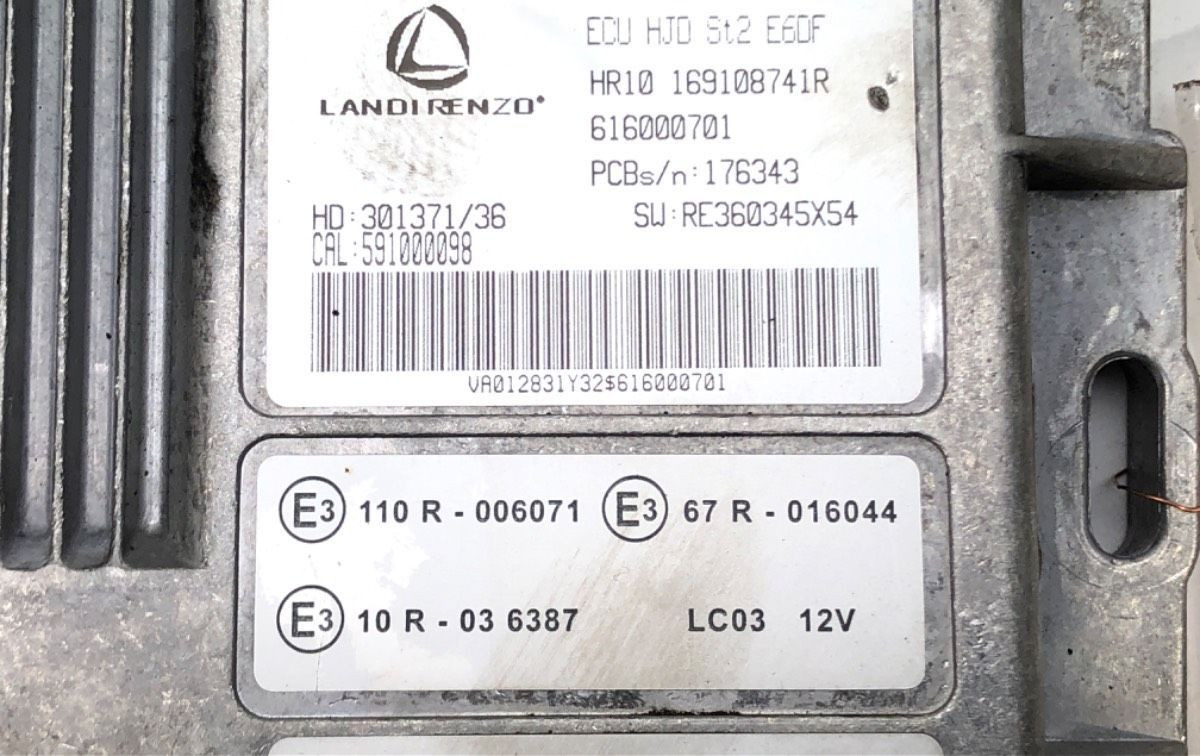 ECU HJD St2 E6DF
LANDIRENZO®
HR10 169108741R
616000701
PCBs/n:176343
HD:301371/36 SW:RE360345X54
CAL:591000098
VA012831Y32$616000701
E3 110 R - 006071 E3 67 R - 016044
E3 10 R - 03 6387 LC03 12V